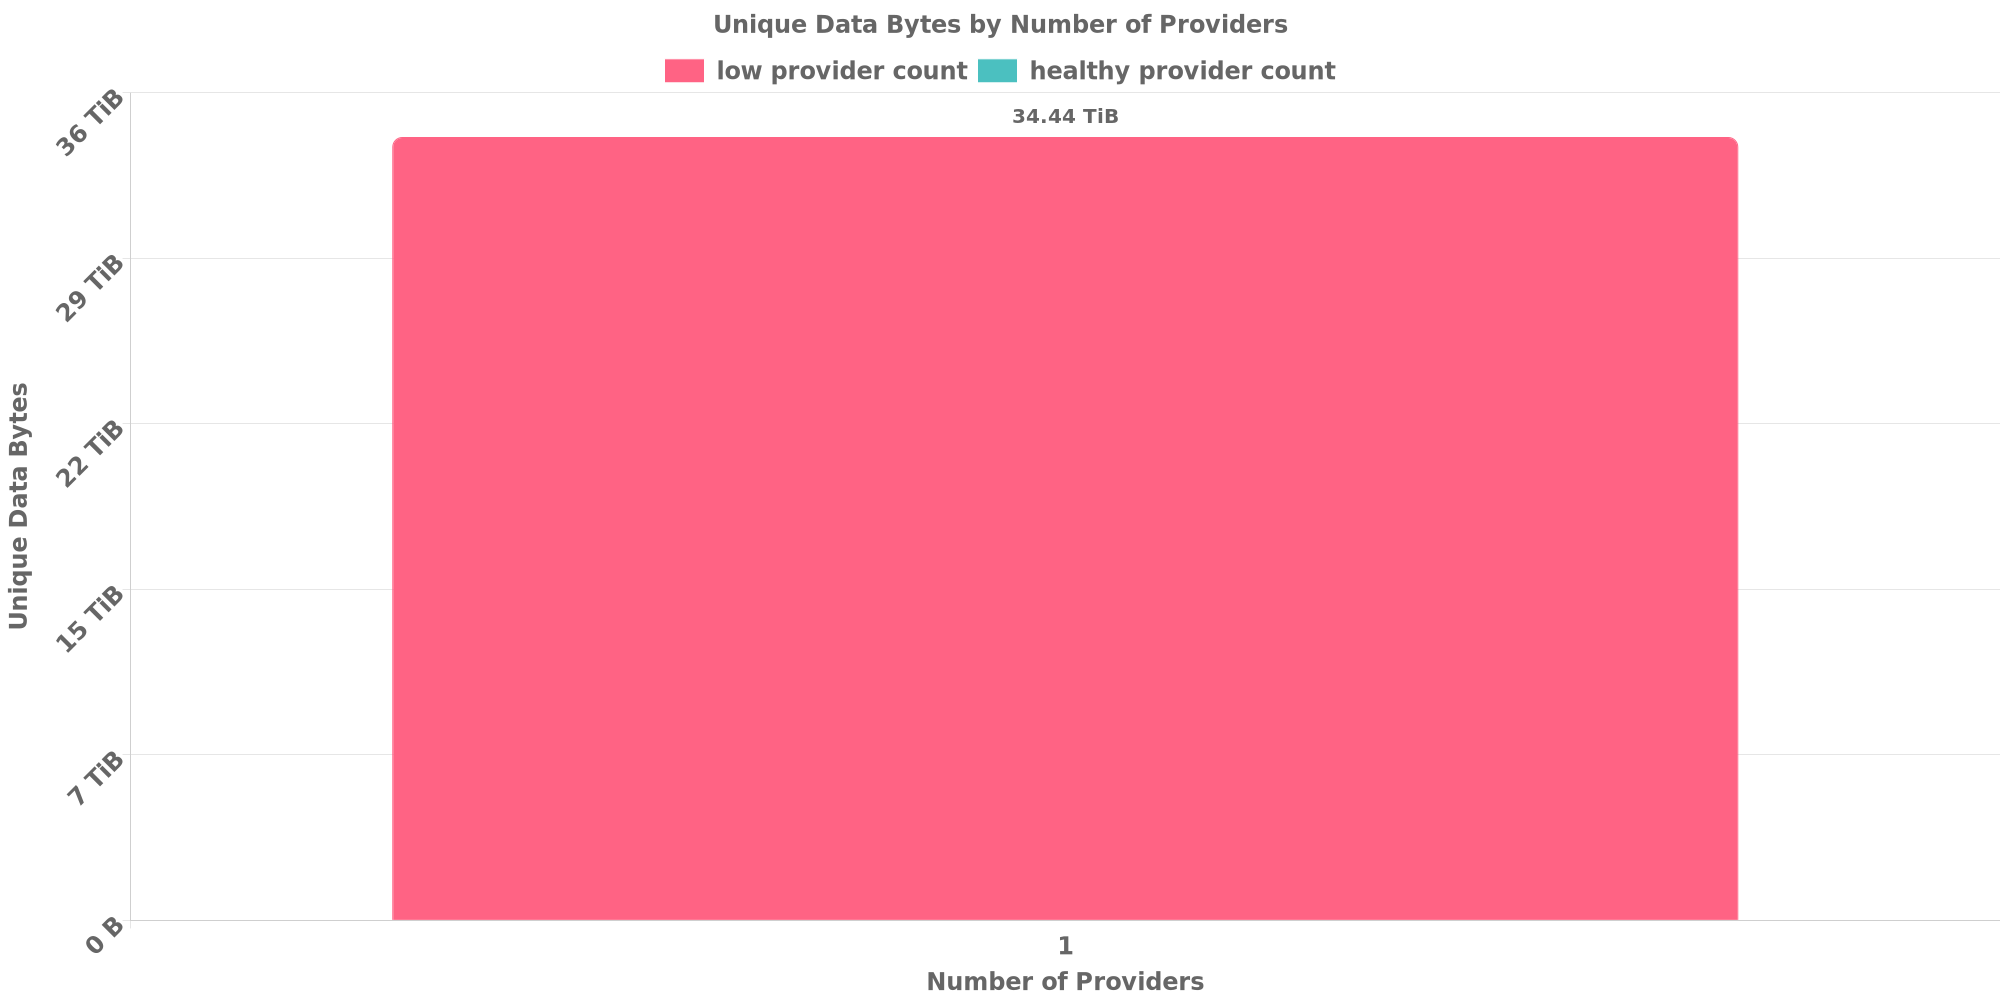 Unique Data Bytes by Number of Providers
low provider count
healthy provider count
36 TiB
34.44 TiB
29 TiB
22 TiB
15 TiB
7 TiB
0 B
Unique Data Bytes
1
Number of Providers